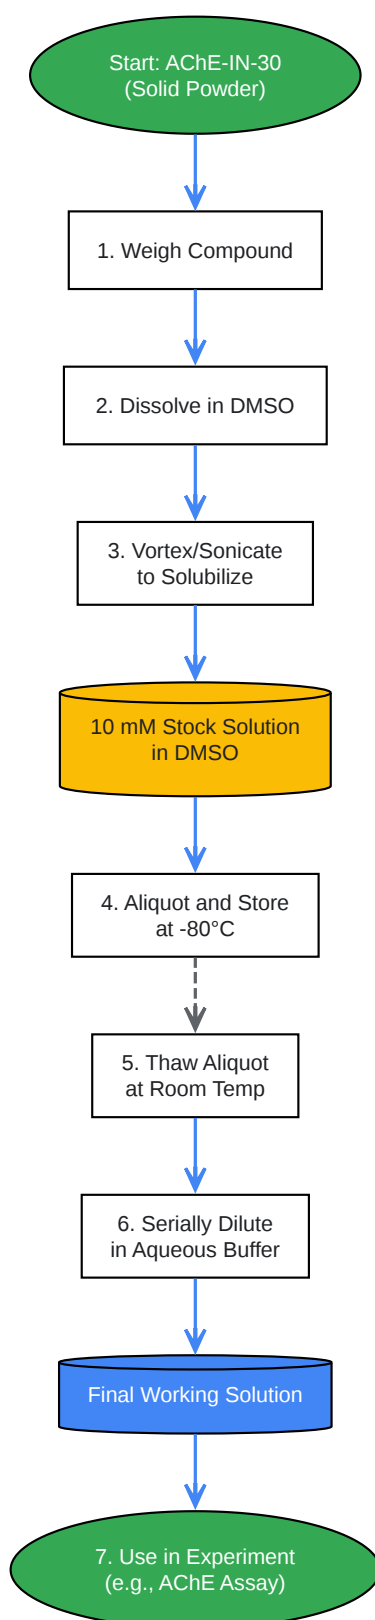 Start: AChE-IN-30
(Solid Powder)
1. Weigh Compound
2. Dissolve in DMSO
3. Vortex/Sonicate
to Solubilize
10 mM Stock Solution
in DMSO
4. Aliquot and Store
at -80°C
5. Thaw Aliquot
at Room Temp
6. Serially Dilute
in Aqueous Buffer
Final Working Solution
7. Use in Experiment
(e.g., AChE Assay)